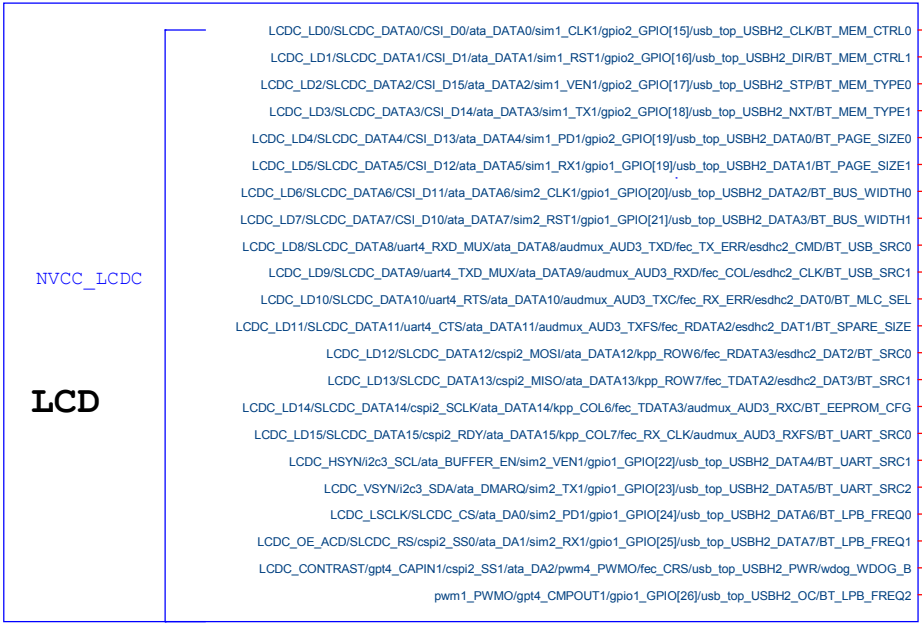 LCDC_LD0/SLCDC_DATA0/CSI_D0/ata_DATA0/sim1_CLK1/gpio2_GPIO[15]/usb_top_USBH2_CLK/BT_MEM_CTRL0
LCDC_LD1/SLCDC_DATA1/CSI_D1/ata_DATA1/sim1_RST1/gpio2_GPIO[16]/usb_top_USBH2_DIR/BT_MEM_CTRL1
LCDC_LD2/SLCDC_DATA2/CSI_D15/ata_DATA2/sim1_VEN1/gpio2_GPIO[17]/usb_top_USBH2_STP/BT_MEM_TYPE0
LCDC_LD3/SLCDC_DATA3/CSI_D14/ata_DATA3/sim1_TX1/gpio2_GPIO[18]/usb_top_USBH2_NXT/BT_MEM_TYPE1
LCDC_LD4/SLCDC_DATA4/CSI_D13/ata_DATA4/sim1_PD1/gpio2_GPIO[19]/usb_top_USBH2_DATA0/BT_PAGE_SIZE0
LCDC_LD5/SLCDC_DATA5/CSI_D12/ata_DATA5/sim1_RX1/gpio1_GPIO[19]/usb_top_USBH2_DATA1/BT_PAGE_SIZE1
LCDC_LD6/SLCDC_DATA6/CSI_D11/ata_DATA6/sim2_CLK1/gpio1_GPIO[20]/usb_top_USBH2_DATA2/BT_BUS_WIDTH0
LCDC_LD7/SLCDC_DATA7/CSI_D10/ata_DATA7/sim2_RST1/gpio1_GPIO[21]/usb_top_USBH2_DATA3/BT_BUS_WIDTH1
LCDC_LD8/SLCDC_DATA8/uart4_RXD_MUX/ata_DATA8/audmux_AUD3_TXD/fec_TX_ERR/esdhc2_CMD/BT_USB_SRC0
NVCC_LCDC
LCDC_LD9/SLCDC_DATA9/uart4_TXD_MUX/ata_DATA9/audmux_AUD3_RXD/fec_COL/esdhc2_CLK/BT_USB_SRC1
LCDC_LD10/SLCDC_DATA10/uart4_RTS/ata_DATA10/audmux_AUD3_TXC/fec_RX_ERR/esdhc2_DAT0/BT_MLC_SEL
LCDC_LD11/SLCDC_DATA11/uart4_CTS/ata_DATA11/audmux_AUD3_TXFS/fec_RDATA2/esdhc2_DAT1/BT_SPARE_SIZE
LCDC_LD12/SLCDC_DATA12/cspi2_MOSI/ata_DATA12/kpp_ROW6/fec_RDATA3/esdhc2_DAT2/BT_SRC0
LCDC_LD13/SLCDC_DATA13/cspi2_MISO/ata_DATA13/kpp_ROW7/fec_TDATA2/esdhc2_DAT3/BT_SRC1
LCD
LCDC_LD14/SLCDC_DATA14/cspi2_SCLK/ata_DATA14/kpp_COL6/fec_TDATA3/audmux_AUD3_RXC/BT_EEPROM_CFG
LCDC_LD15/SLCDC_DATA15/cspi2_RDY/ata_DATA15/kpp_COL7/fec_RX_CLK/audmux_AUD3_RXFS/BT_UART_SRC0
LCDC_HSYN/i2c3_SCL/ata_BUFFER_EN/sim2_VEN1/gpio1_GPIO[22]/usb_top_USBH2_DATA4/BT_UART_SRC1
LCDC_VSYN/i2c3_SDA/ata_DMARQ/sim2_TX1/gpio1_GPIO[23]/usb_top_USBH2_DATA5/BT_UART_SRC2
LCDC_LSCLK/SLCDC_CS/ata_DA0/sim2_PD1/gpio1_GPIO[24]/usb_top_USBH2_DATA6/BT_LPB_FREQ0
LCDC_OE_ACD/SLCDC_RS/cspi2_SS0/ata_DA1/sim2_RX1/gpio1_GPIO[25]/usb_top_USBH2_DATA7/BT_LPB_FREQ1
LCDC_CONTRAST/gpt4_CAPIN1/cspi2_SS1/ata_DA2/pwm4_PWMO/fec_CRS/usb_top_USBH2_PWR/wdog_WDOG_B
pwm1_PWMO/gpt4_CMPOUT1/gpio1_GPIO[26]/usb_top_USBH2_OC/BT_LPB_FREQ2